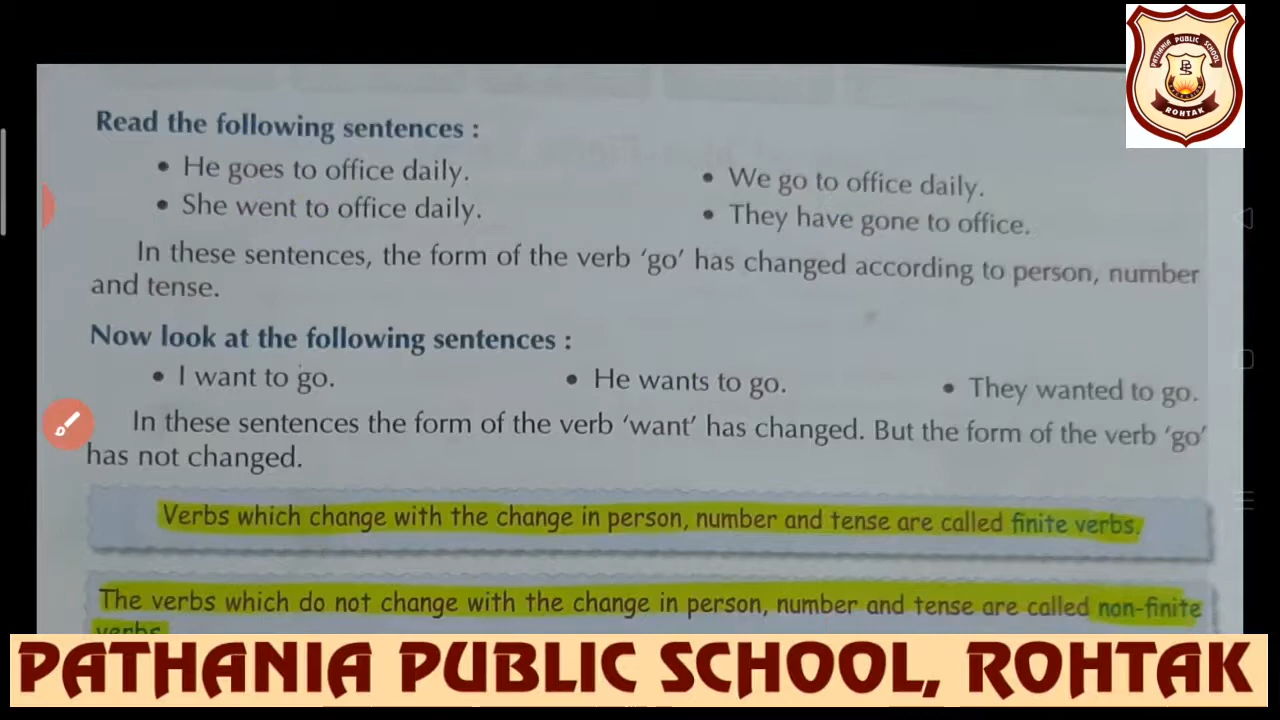 PATHANIA PUBLIC SCHOOL
PPS
ROHTAK
Read the following sentences :
• He goes to office daily.
• We go to office daily.
• She went to office daily.
• They have gone to office.
In these sentences, the form of the verb ‘go’ has changed according to person, number
and tense.
Now look at the following sentences :
• I want to go.
• He wants to go.
• They wanted to go.
In these sentences the form of the verb ‘want’ has changed. But the form of the verb ‘go’
has not changed.
Verbs which change with the change in person, number and tense are called finite verbs.
The verbs which do not change with the change in person, number and tense are called non-finite
verbs.
PATHANIA PUBLIC SCHOOL, ROHTAK